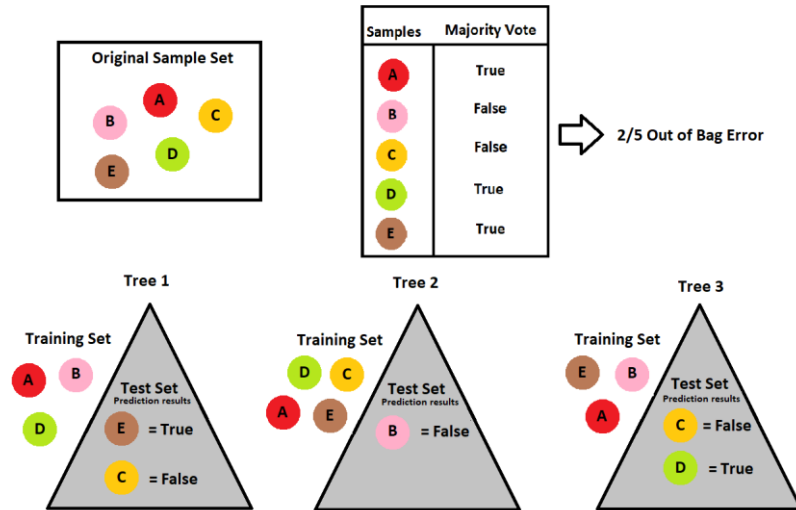 Original Sample Set
A
B
C
D
E
Samples Majority Vote
A True
B False
C False
D True
E True
2/5 Out of Bag Error
Tree 1
Training Set
A
B
D
Test Set
Prediction results
E = True
C = False
Tree 2
Training Set
D
C
A
E
Test Set
Prediction results
B = False
Tree 3
Training Set
E
B
A
Test Set
Prediction results
C = False
D = True